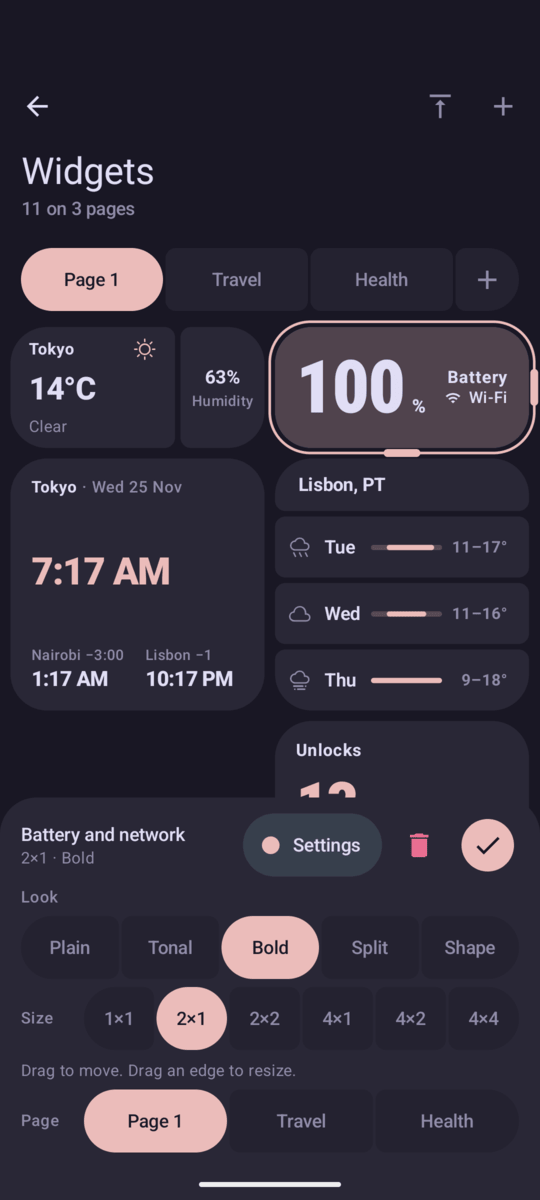 Widgets
11 on 3 pages
Page 1
Travel
Health
Tokyo
14°C
Clear
63%
Humidity
100 %
Battery
Wi-Fi
Tokyo · Wed 25 Nov
7:17 AM
Nairobi −3:00
Lisbon −1
1:17 AM
10:17 PM
Lisbon, PT
Tue 11–17°
Wed 11–16°
Thu 9–18°
Unlocks
Battery and network
2×1 · Bold
Settings
Look
Plain
Tonal
Bold
Split
Shape
Size
1×1
2×1
2×2
4×1
4×2
4×4
Drag to move. Drag an edge to resize.
Page
Page 1
Travel
Health